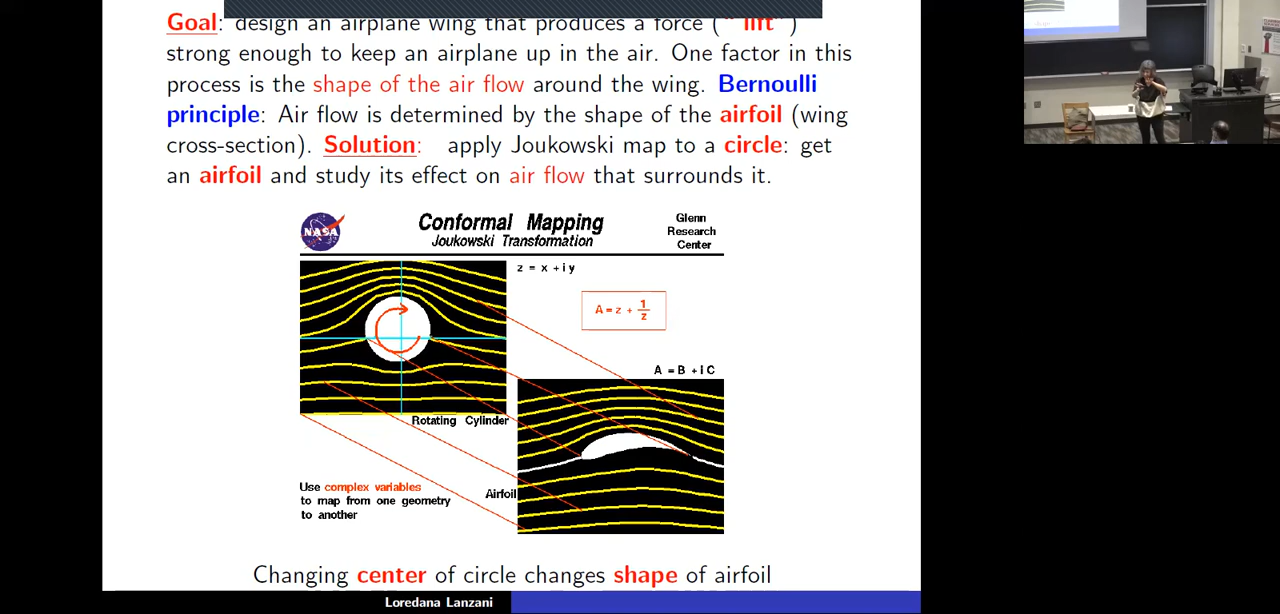 Goal: design an airplane wing that produces a force ("lift")
strong enough to keep an airplane up in the air. One factor in this
process is the shape of the air flow around the wing. Bernoulli
principle: Air flow is determined by the shape of the airfoil (wing
cross-section). Solution: apply Joukowski map to a circle: get
an airfoil and study its effect on air flow that surrounds it.
NASA
Conformal Mapping
Joukowski Transformation
Glenn
Research
Center
z = x + i y
A = z + 1/z
A = B + i C
Rotating Cylinder
Use complex variables
to map from one geometry
to another
Airfoil
Changing center of circle changes shape of airfoil
Loredana Lanzani